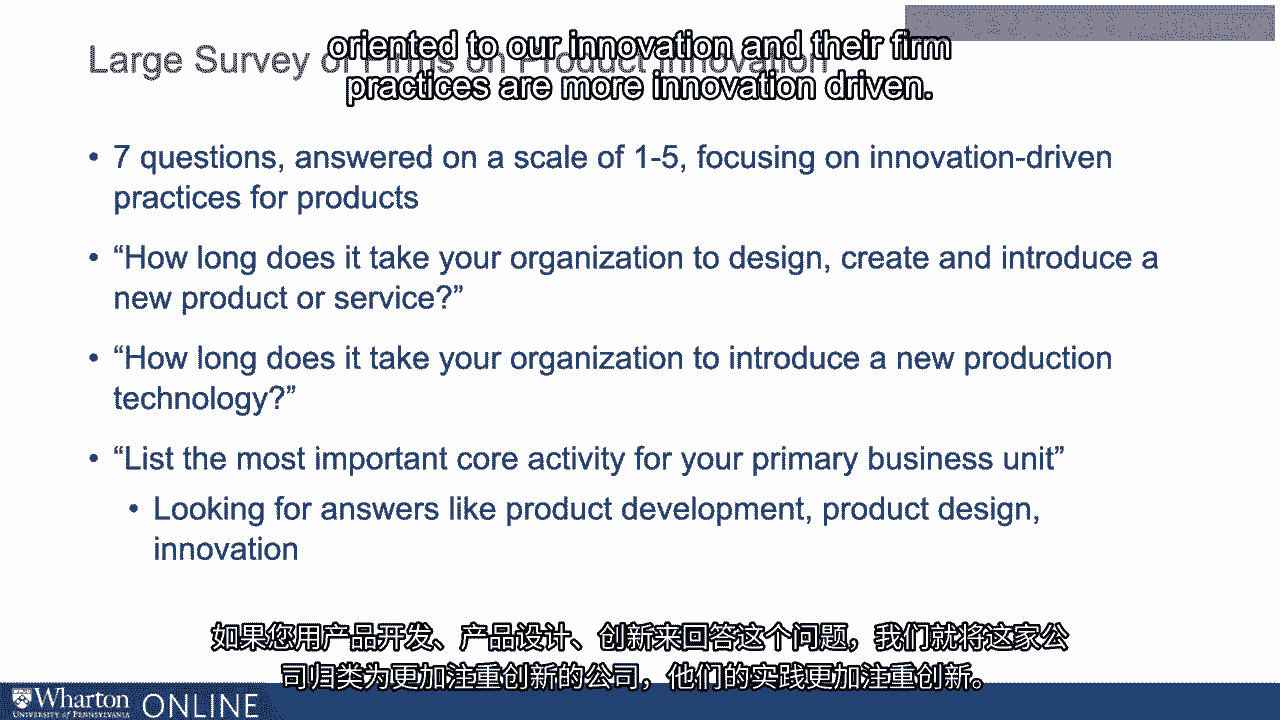 oriented to our innovation and their firm
Large Survey of Firms on Product Innovation
practices are more innovation driven.
• 7 questions, answered on a scale of 1-5, focusing on innovation-driven
practices for products
• “How long does it take your organization to design, create and introduce a
new product or service?”
• “How long does it take your organization to introduce a new production
technology?”
• “List the most important core activity for your primary business unit”
• Looking for answers like product development, product design,
innovation
如果您用产品开发、产品设计、创新来回答这个问题，我们就将这家公
司归类为更加注重创新的公司，他们的实践更加注重创新。
Wharton ONLINE
UNIVERSITY of PENNSYLVANIA